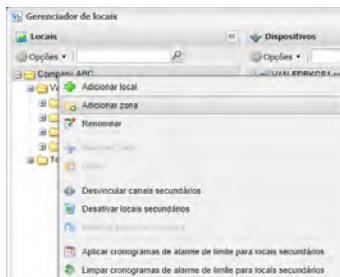 Gerenciador de locais
Locais
Dispositivos
Opções
Opções
Company ABC
Adicionar local
Adicionar zona
Renomear
Desvincular canais secundários
Desativar locais secundários
Aplicar cronogramas de alarme de limite para locais secundários
Limpar cronogramas de alarme de limite para locais secundários